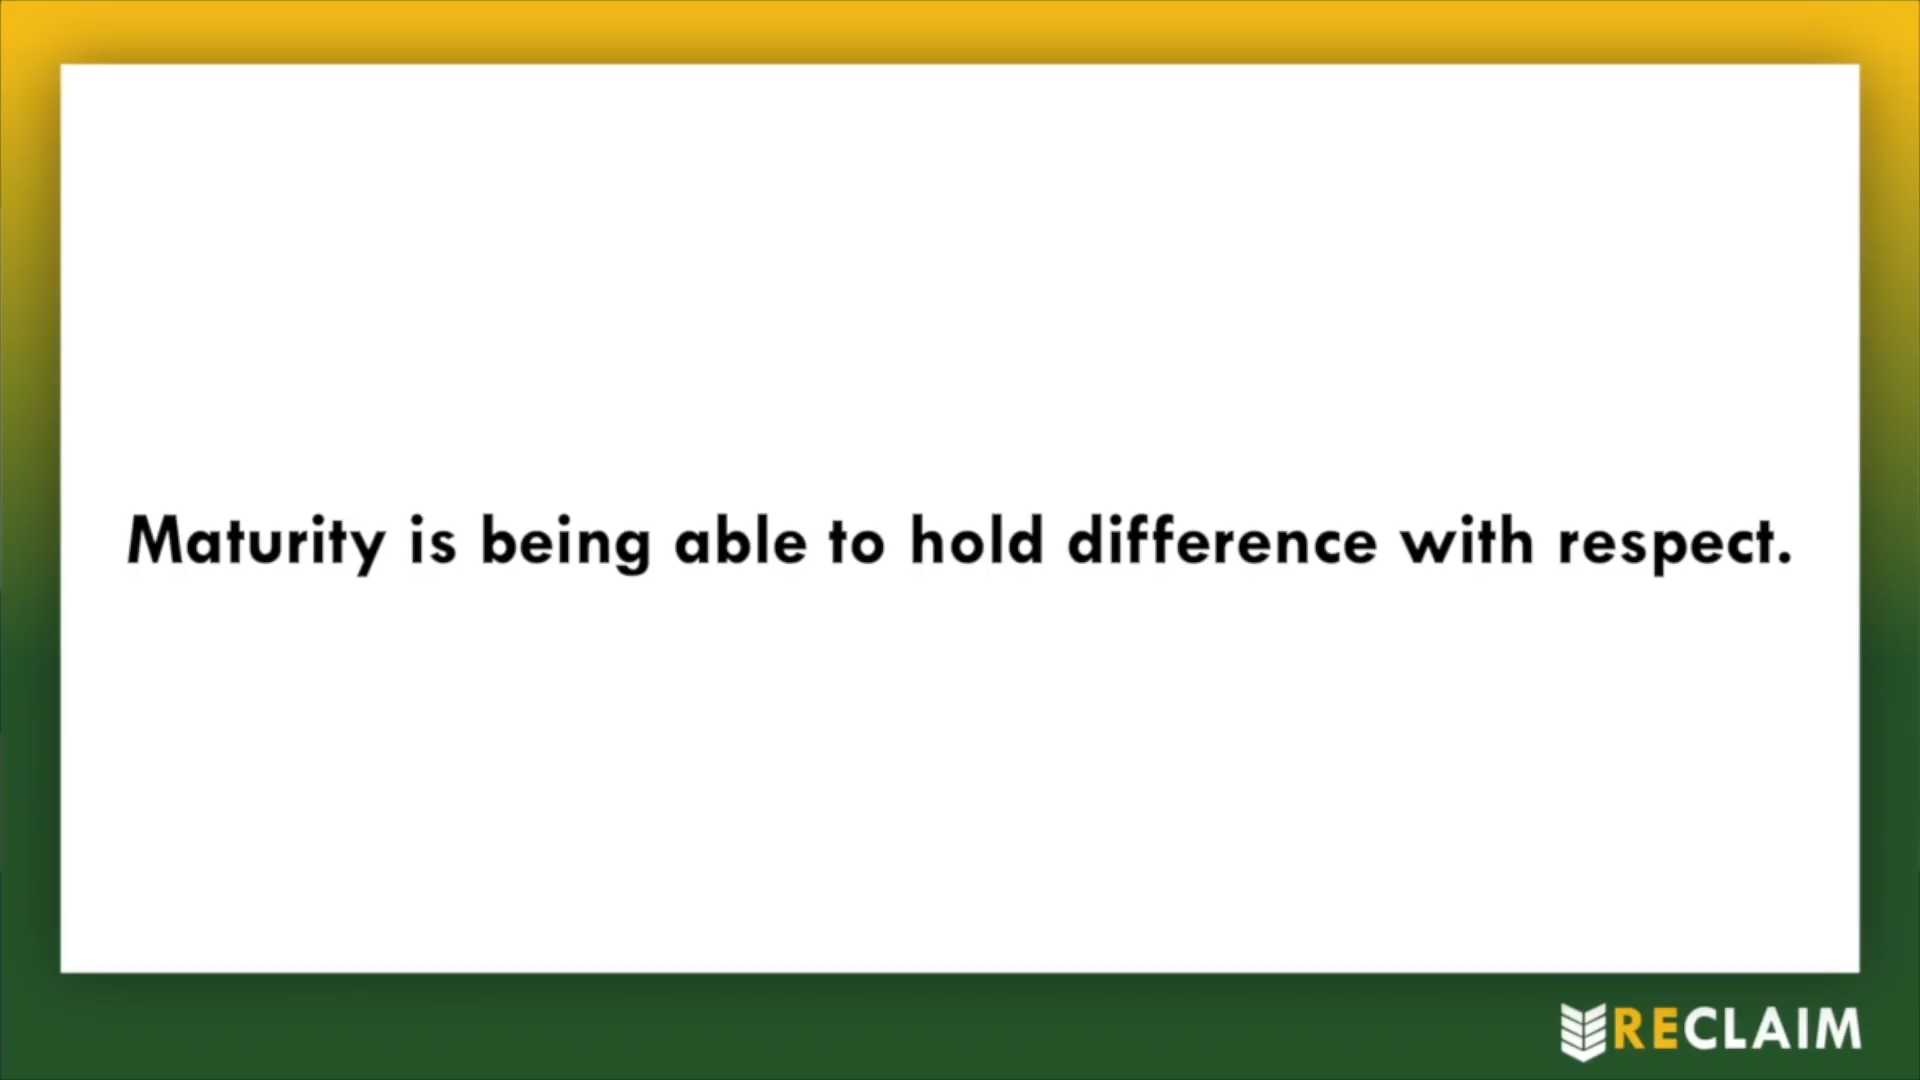 Maturity is being able to hold difference with respect.
RECLAIM